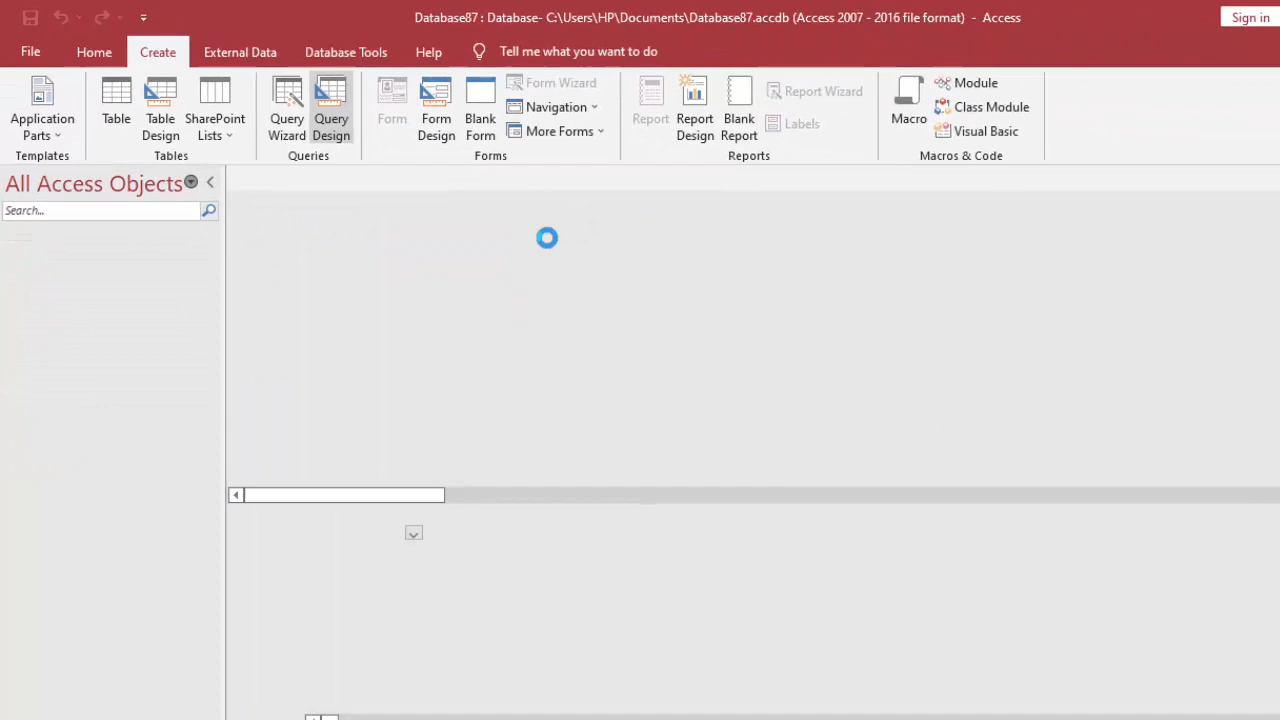 Database87 : Database- C:\Users\HP\Documents\Database87.accdb (Access 2007 - 2016 file format)  -  Access
Sign in
File Home Create External Data Database Tools Help Tell me what you want to do
Application Parts
Table
Table Design
SharePoint Lists
Query Wizard
Query Design
Form
Form Design
Blank Form
Form Wizard
Navigation
More Forms
Report
Report Design
Blank Report
Report Wizard
Labels
Macro
Module
Class Module
Visual Basic
Templates Tables Queries Forms Reports Macros & Code
All Access Objects
Search...